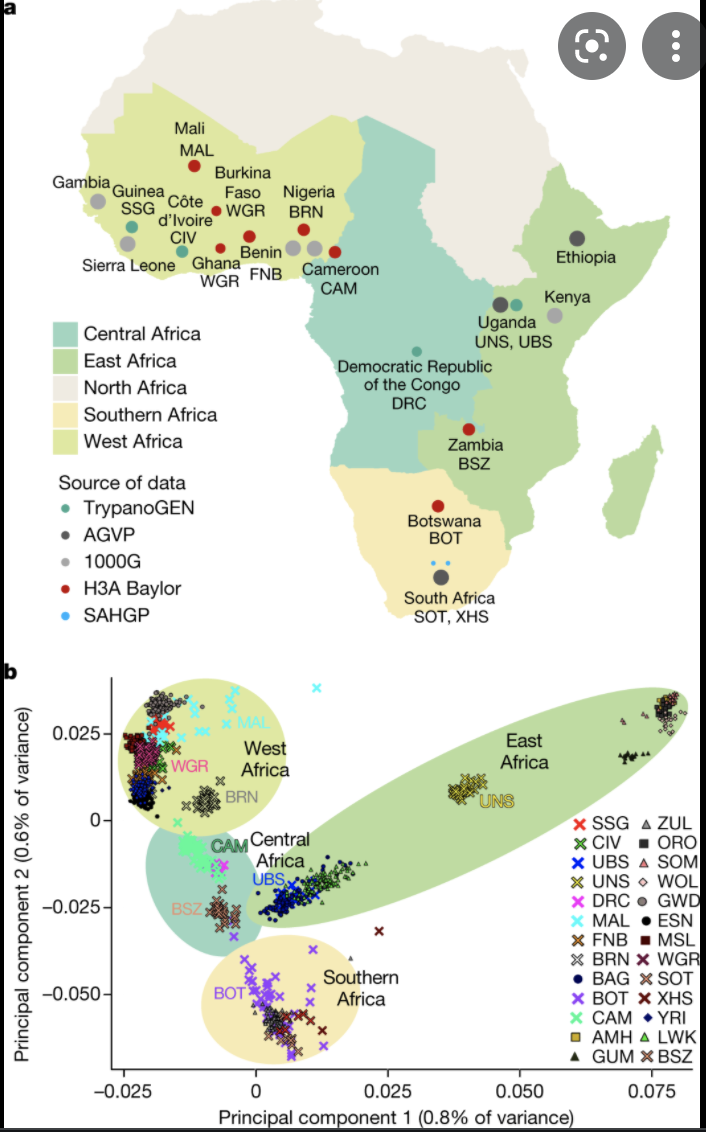 a
Mali
MAL
Gambia
Guinea
SSG
Côte
d'Ivoire
CIV
Burkina
Faso
WGR
Nigeria
BRN
Sierra Leone
Ghana
WGR
Benin
FNB
Cameroon
CAM
Ethiopia
Kenya
Uganda
UNS, UBS
Democratic Republic
of the Congo
DRC
Zambia
BSZ
Botswana
BOT
South Africa
SOT, XHS
Central Africa
East Africa
North Africa
Southern Africa
West Africa
Source of data
TrypanoGEN
AGVP
1000G
H3A Baylor
SAHGP
b
Principal component 2 (0.6% of variance)
0.025
0
−0.025
−0.050
MAL
West
Africa
WGR
BRN
CAM
Central
Africa
UBS
BSZ
East
Africa
UNS
BOT
Southern
Africa
SSG
CIV
UBS
UNS
DRC
MAL
FNB
BRN
BAG
BOT
CAM
AMH
GUM
ZUL
ORO
SOM
WOL
GWD
ESN
MSL
WGR
SOT
XHS
YRI
LWK
BSZ
−0.025
0
0.025
0.050
0.075
Principal component 1 (0.8% of variance)